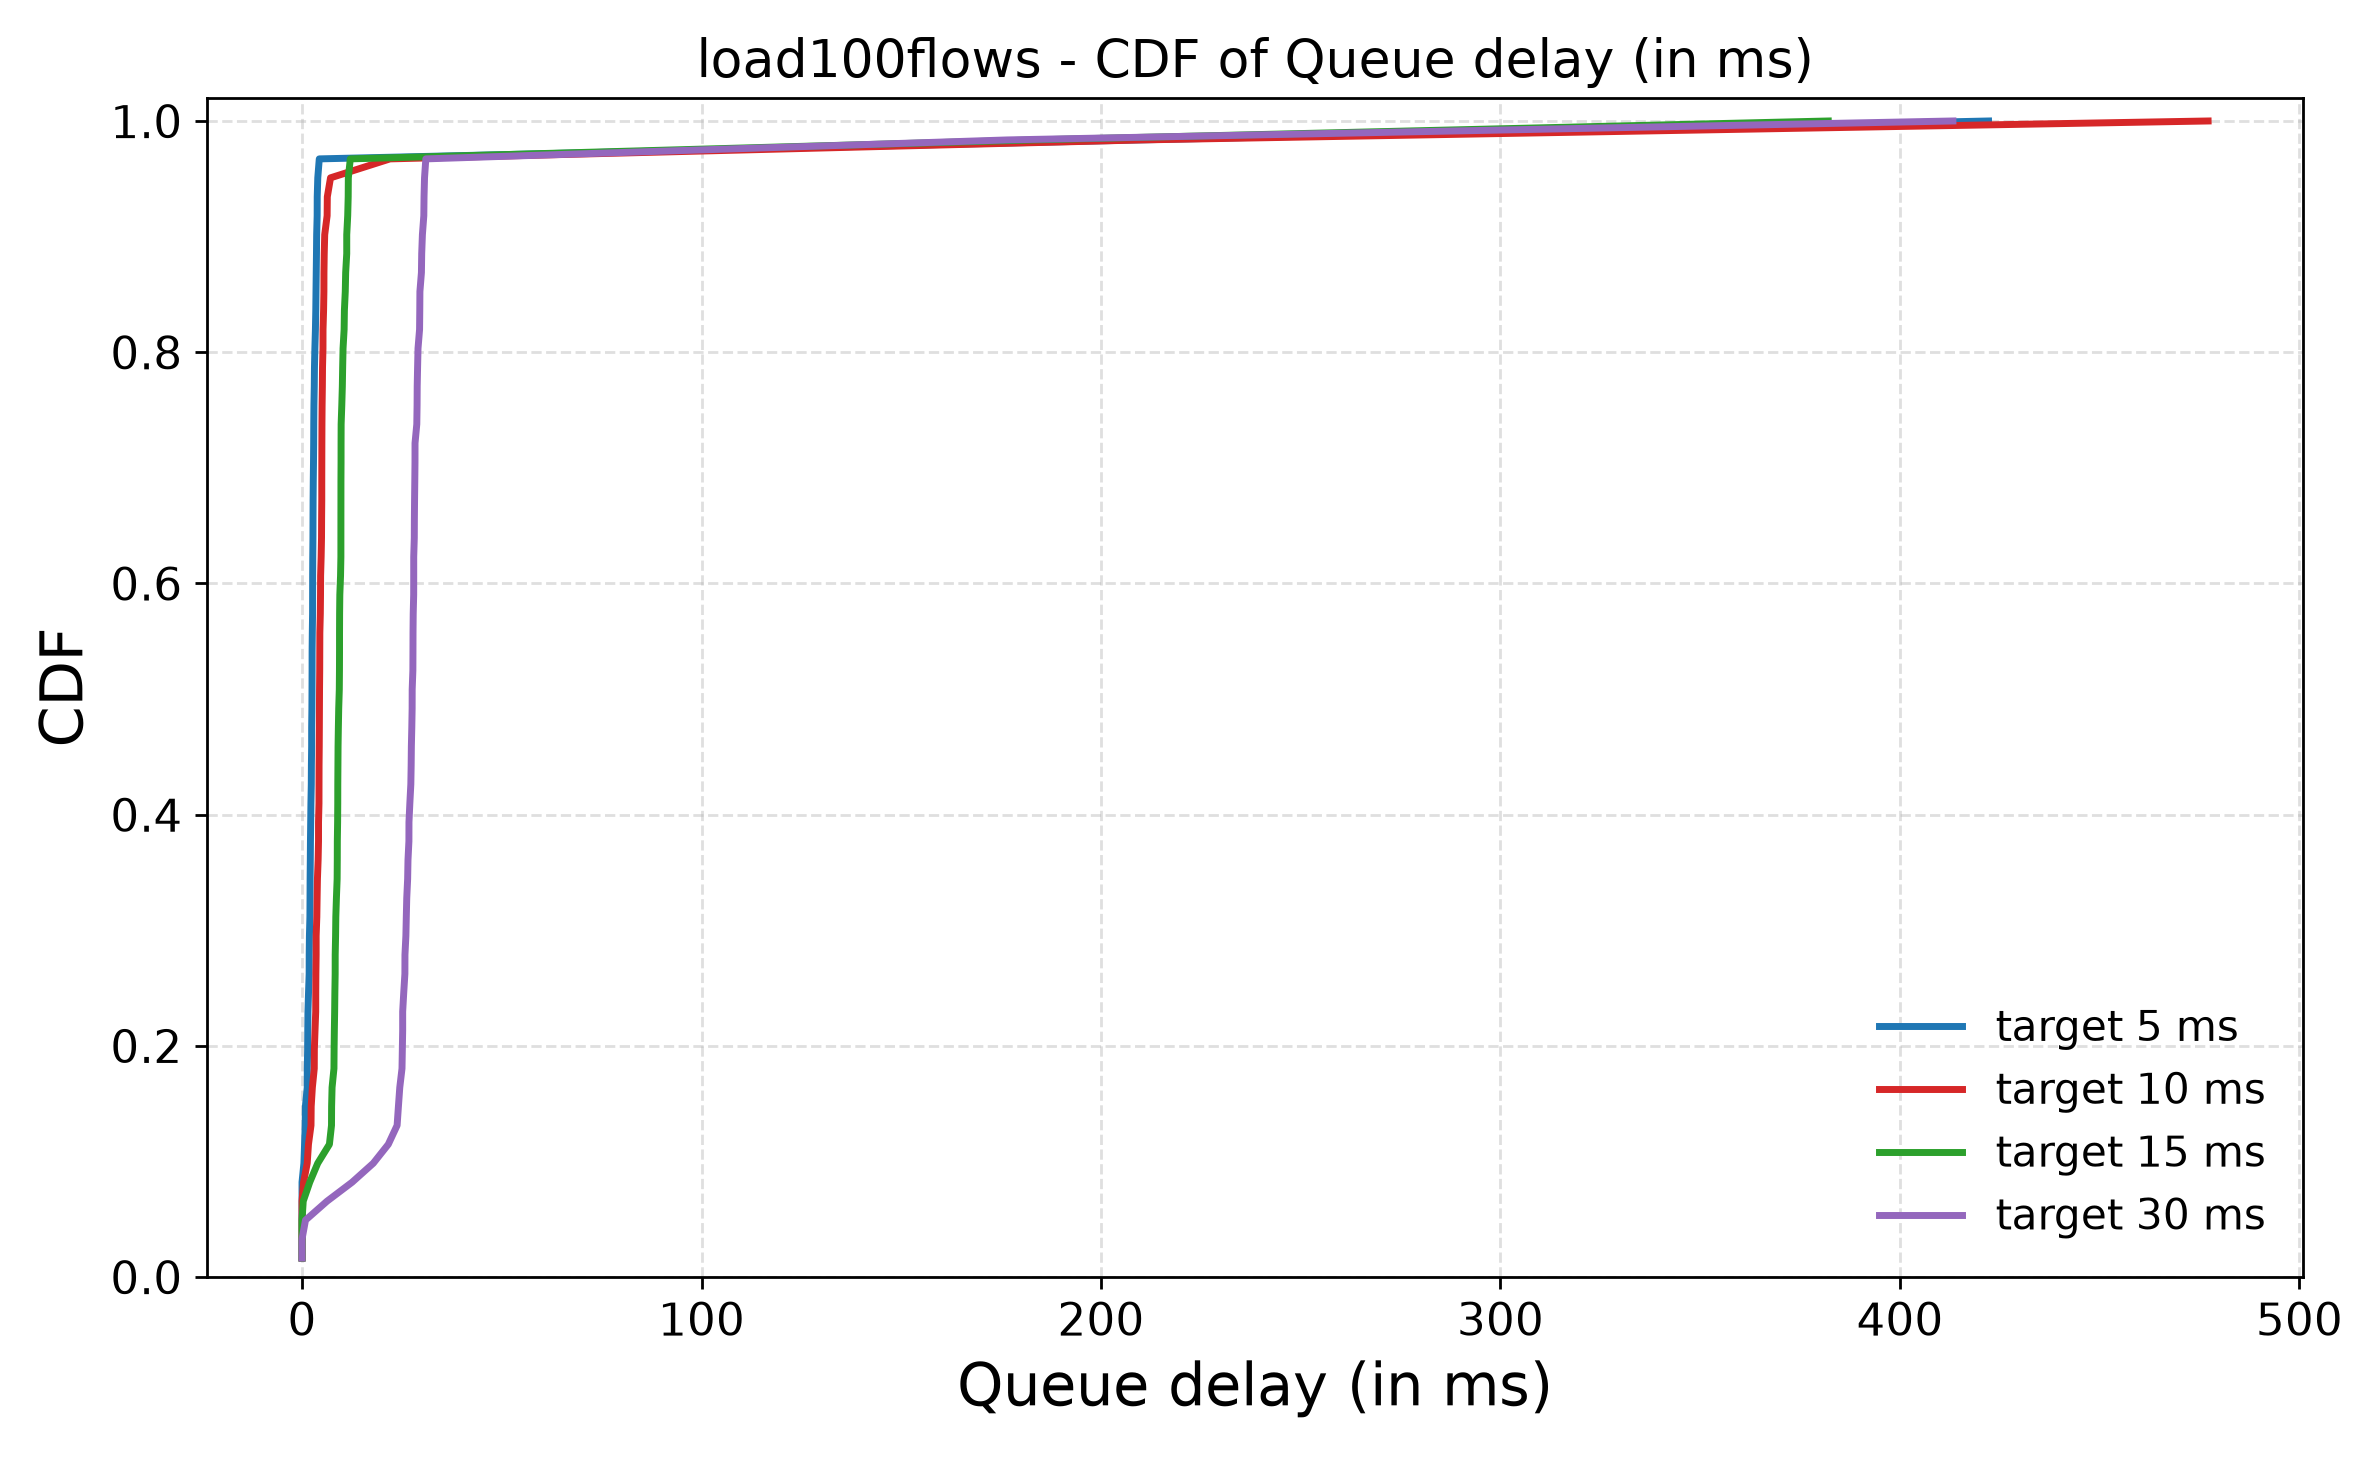 load100flows - CDF of Queue delay (in ms)
1.0
0.8
0.6
0.4
0.2
0.0
CDF
0 100 200 300 400 500
Queue delay (in ms)
target 5 ms
target 10 ms
target 15 ms
target 30 ms